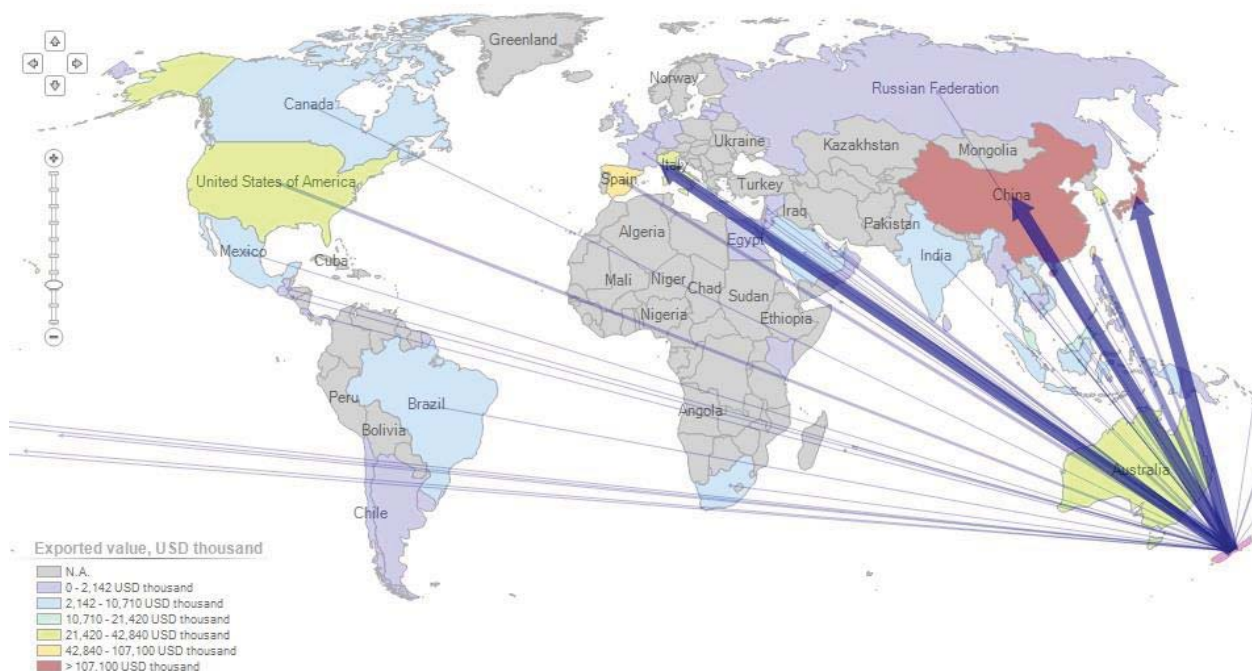 Greenland
Norway
Russian Federation
Canada
Ukraine
Kazakhstan
Mongolia
United States of America
Italy
Spain
Turkey
China
Iraq
Pakistan
Algeria
Egypt
Mexico
Cuba
India
Mali
Niger
Chad
Sudan
Nigeria
Ethiopia
Peru
Brazil
Angola
Bolivia
Australia
Chile
Exported value, USD thousand
N.A.
0 - 2,142 USD thousand
2,142 - 10,710 USD thousand
10,710 - 21,420 USD thousand
21,420 - 42,840 USD thousand
42,840 - 107,100 USD thousand
> 107,100 USD thousand